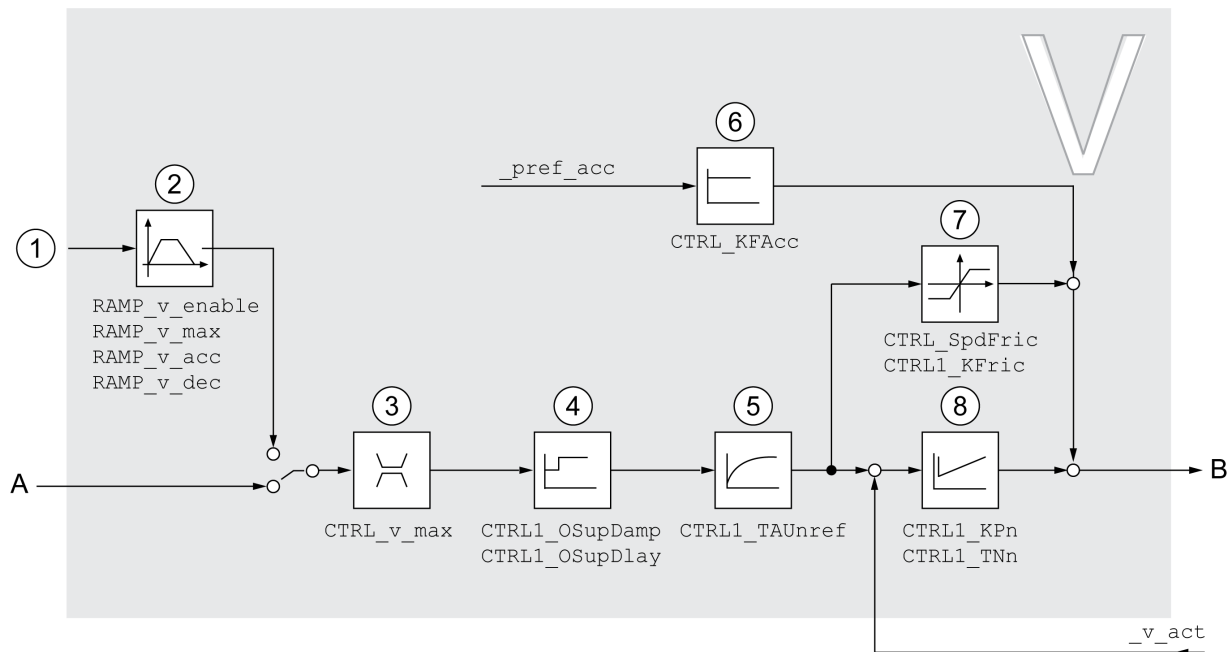 V
6
_pref_acc
2
CTRL_KFAcc
7
1
RAMP_v_enable
RAMP_v_max
RAMP_v_acc
RAMP_v_dec
CTRL_SpdFric
CTRL1_KFric
3
4
5
8
A
B
CTRL_v_max
CTRL1_OSupDamp
CTRL1_OSupDlay
CTRL1_TAUnref
CTRL1_KPn
CTRL1_TNn
_v_act